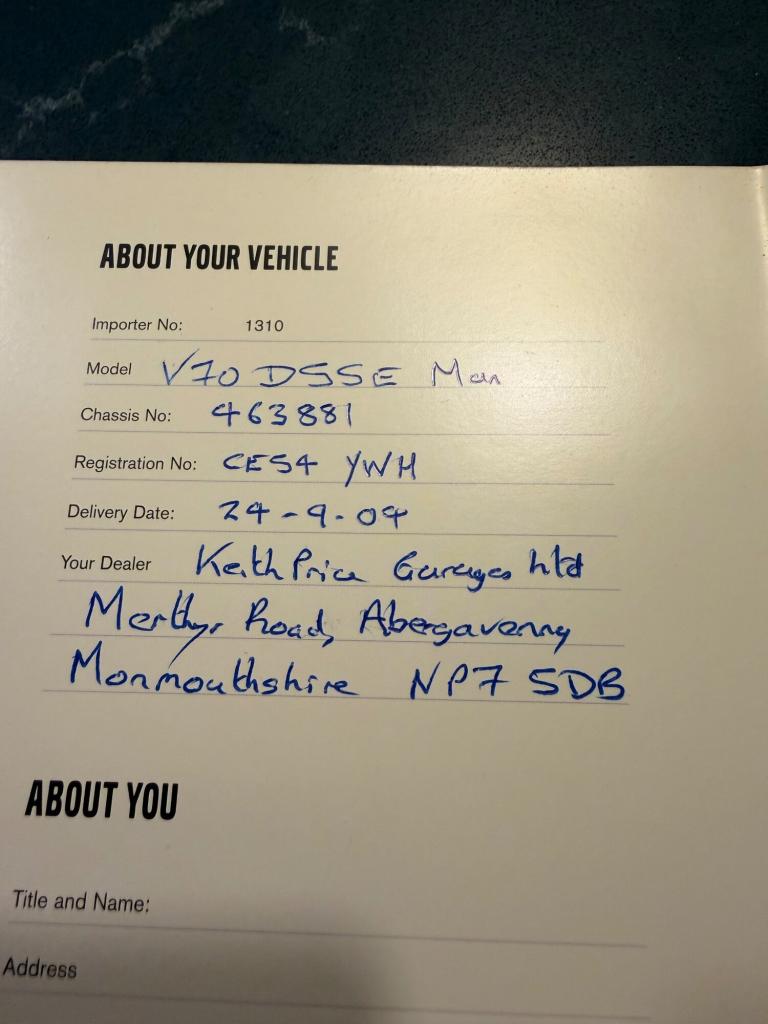 ABOUT YOUR VEHICLE
Importer No: 1310
Model V70 D5SE Man
Chassis No: 463881
Registration No: CE54 YWH
Delivery Date: 24-9-04
Your Dealer Keith Price Garages Ltd
Merthyr Road, Abergavenny
Monmouthshire NP7 5DB
ABOUT YOU
Title and Name:
Address